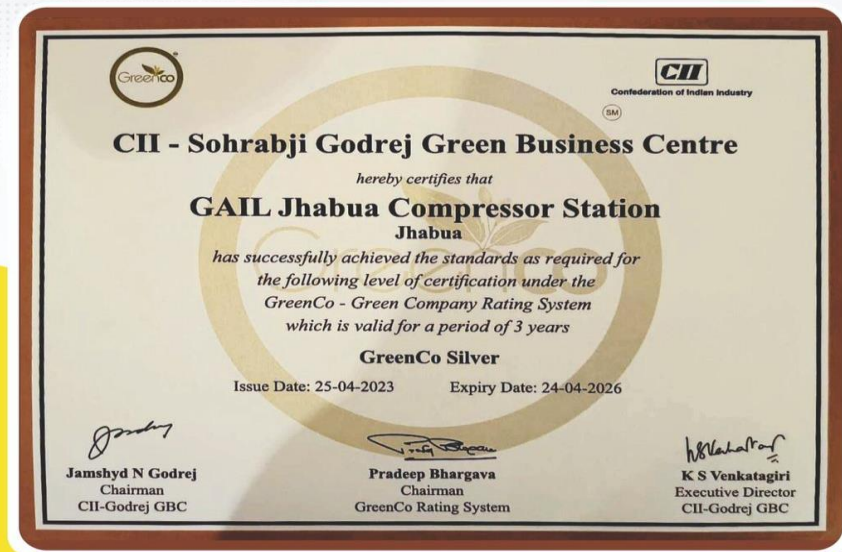 Greenco
CII
Confederation of Indian Industry
SM
CII - Sohrabji Godrej Green Business Centre
hereby certifies that
GAIL Jhabua Compressor Station
Jhabua
has successfully achieved the standards as required for
the following level of certification under the
GreenCo - Green Company Rating System
which is valid for a period of 3 years
GreenCo Silver
Issue Date: 25-04-2023 Expiry Date: 24-04-2026
Jamshyd N Godrej
Chairman
CII-Godrej GBC
Pradeep Bhargava
Chairman
GreenCo Rating System
K S Venkatagiri
Executive Director
CII-Godrej GBC